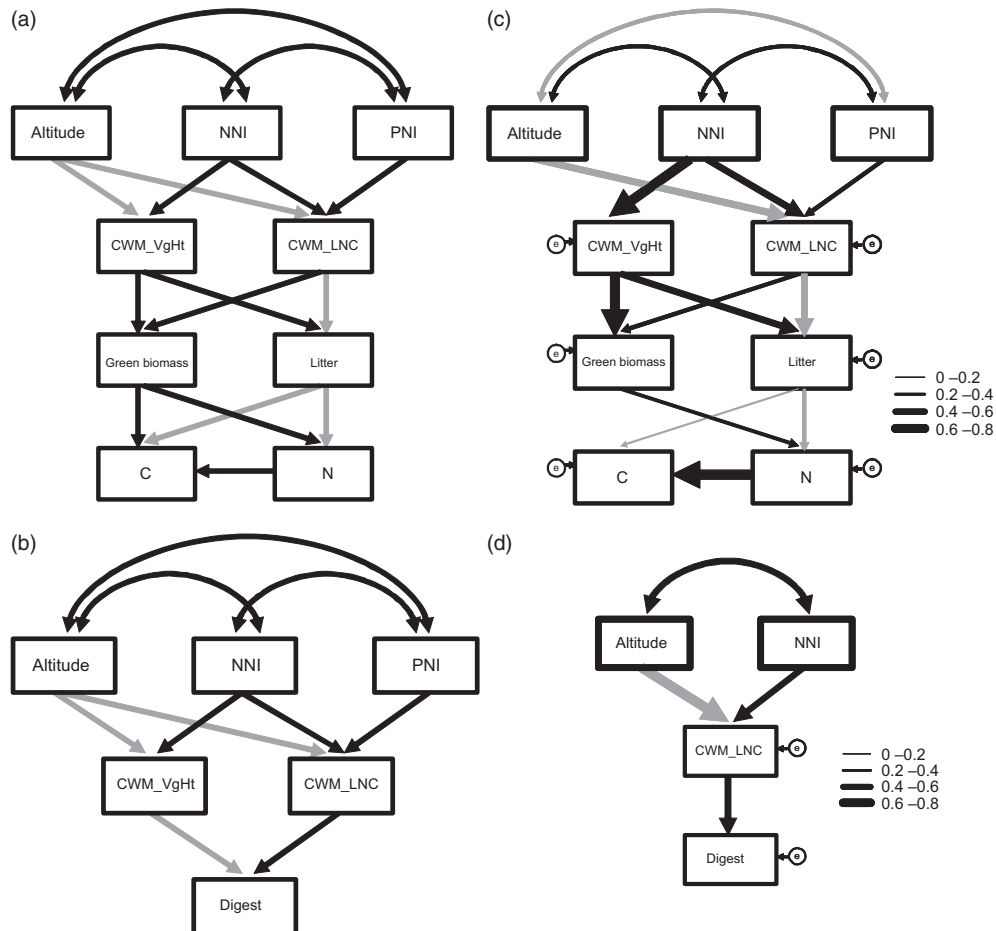 (a)
Altitude
NNI
PNI
CWM_VgHt
CWM_LNC
Green biomass
Litter
C
N
(c)
Altitude
NNI
PNI
e
CWM_VgHt
CWM_LNC
e
e
Green biomass
Litter
e
0 –0.2
0.2 –0.4
0.4 –0.6
0.6 –0.8
e
C
N
e
(b)
Altitude
NNI
PNI
CWM_VgHt
CWM_LNC
Digest
(d)
Altitude
NNI
CWM_LNC
e
0 –0.2
0.2 –0.4
0.4 –0.6
0.6 –0.8
Digest
e